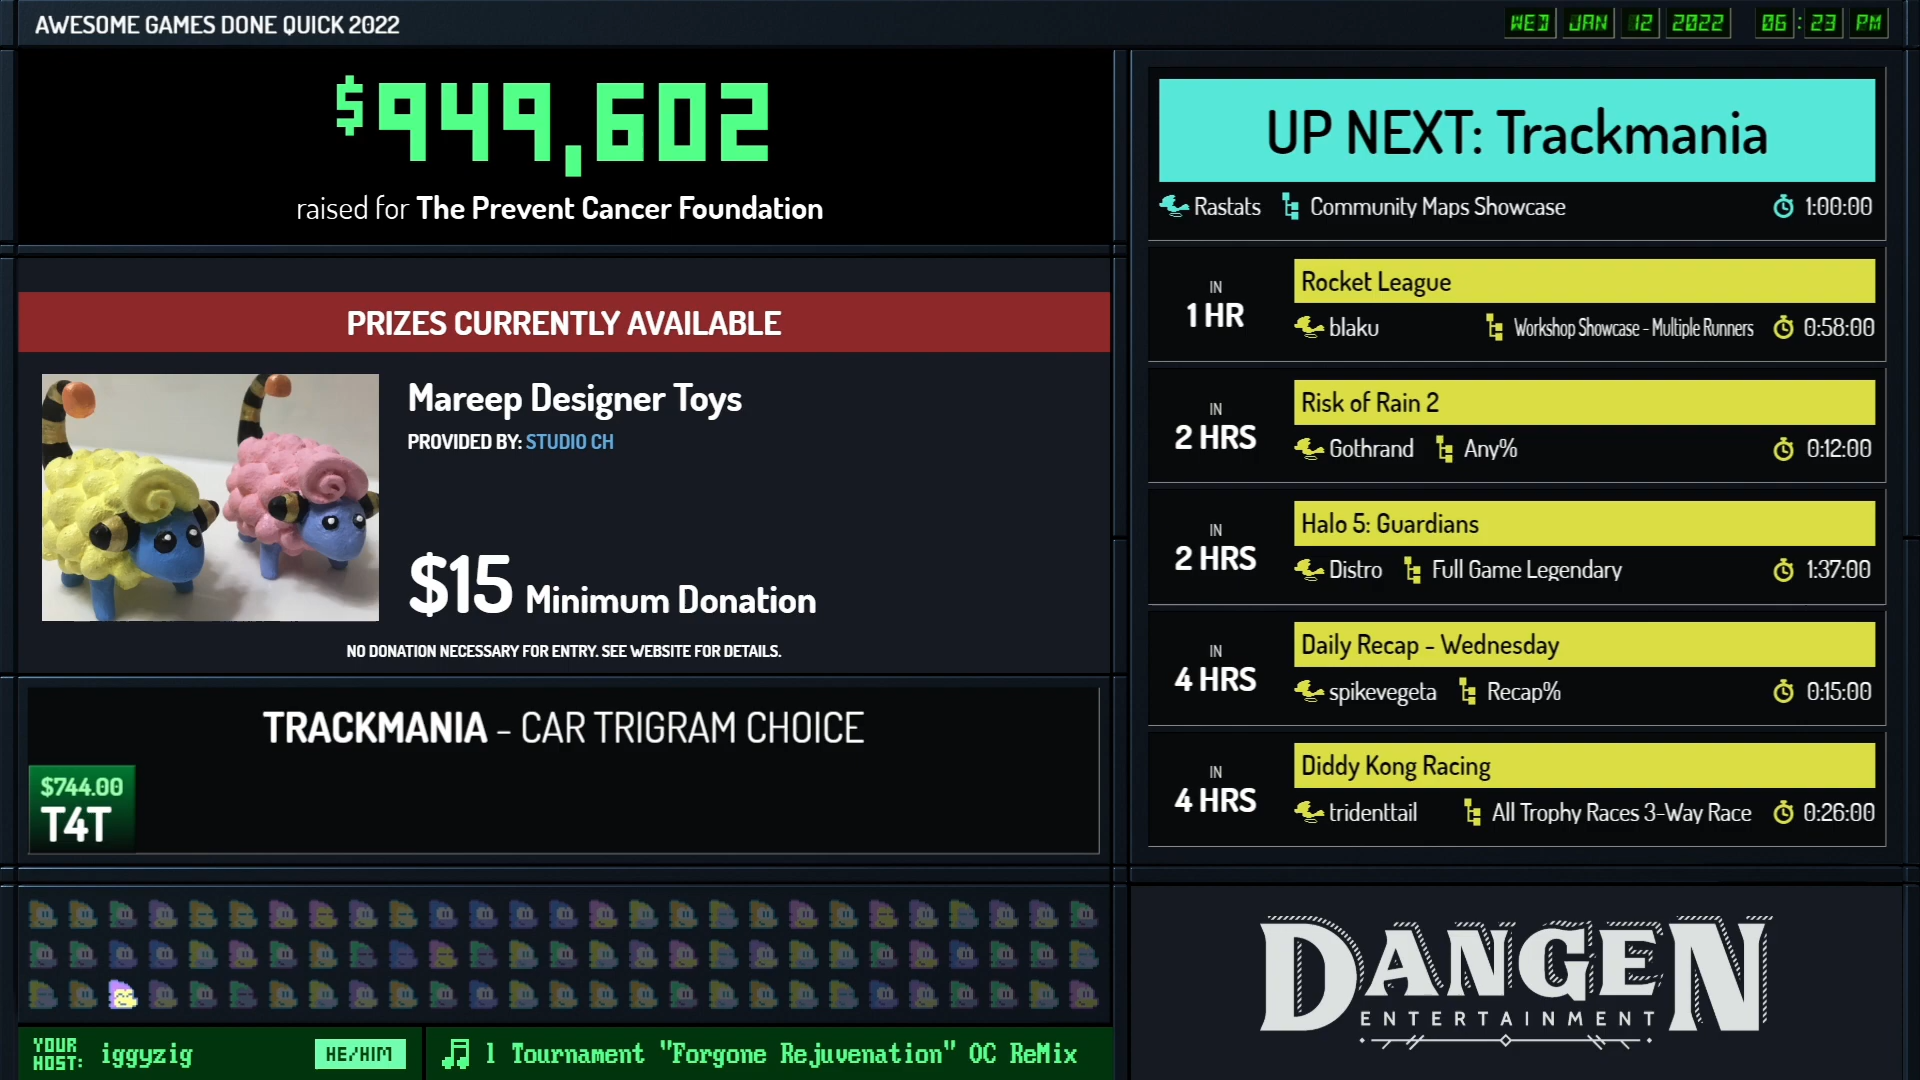 AWESOME GAMES DONE QUICK 2022
WED JAN 12 2022 06:23 PM
$949,602
raised for The Prevent Cancer Foundation
PRIZES CURRENTLY AVAILABLE
Mareep Designer Toys
PROVIDED BY: STUDIO CH
$15 Minimum Donation
NO DONATION NECESSARY FOR ENTRY. SEE WEBSITE FOR DETAILS.
TRACKMANIA - CAR TRIGRAM CHOICE
$744.00
T4T
YOUR HOST: iggyzig HE/HIM
l Tournament "Forgone Rejuvenation" OC ReMix
UP NEXT: Trackmania
Rastats Community Maps Showcase 1:00:00
IN 1 HR
Rocket League
blaku Workshop Showcase - Multiple Runners 0:58:00
IN 2 HRS
Risk of Rain 2
Gothrand Any% 0:12:00
IN 2 HRS
Halo 5: Guardians
Distro Full Game Legendary 1:37:00
IN 4 HRS
Daily Recap - Wednesday
spikevegeta Recap% 0:15:00
IN 4 HRS
Diddy Kong Racing
tridenttail All Trophy Races 3-Way Race 0:26:00
DANGEN
ENTERTAINMENT